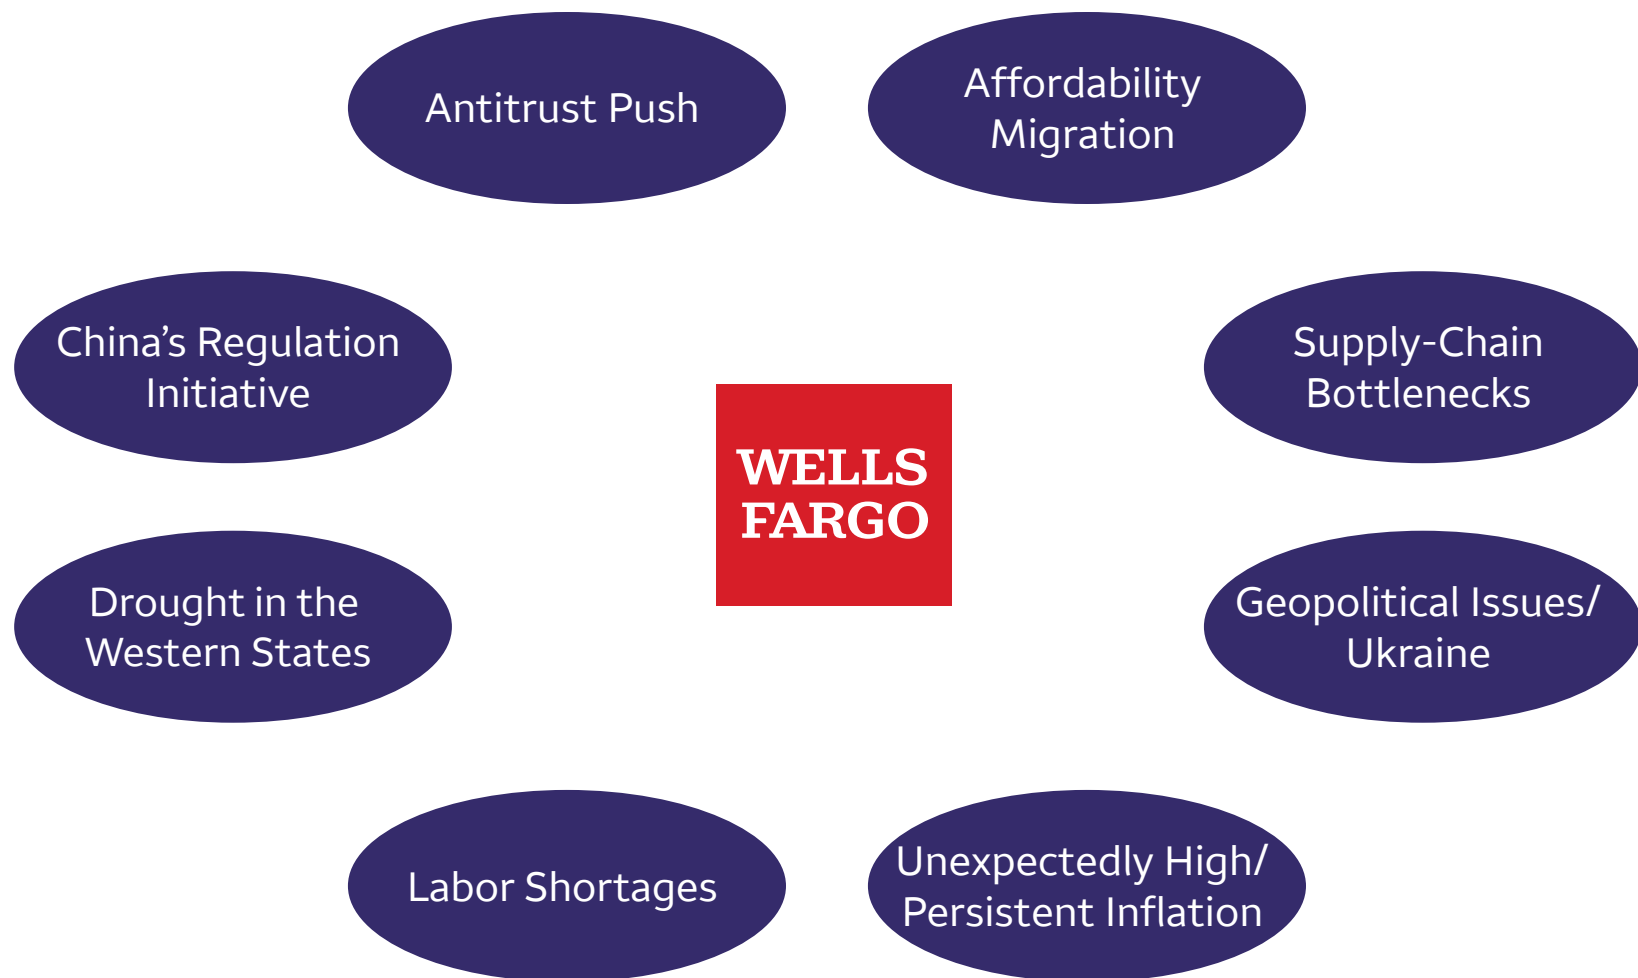 Antitrust Push
Affordability
Migration
China’s Regulation
Initiative
Supply-Chain
Bottlenecks
WELLS
FARGO
Drought in the
Western States
Geopolitical Issues/
Ukraine
Labor Shortages
Unexpectedly High/
Persistent Inflation